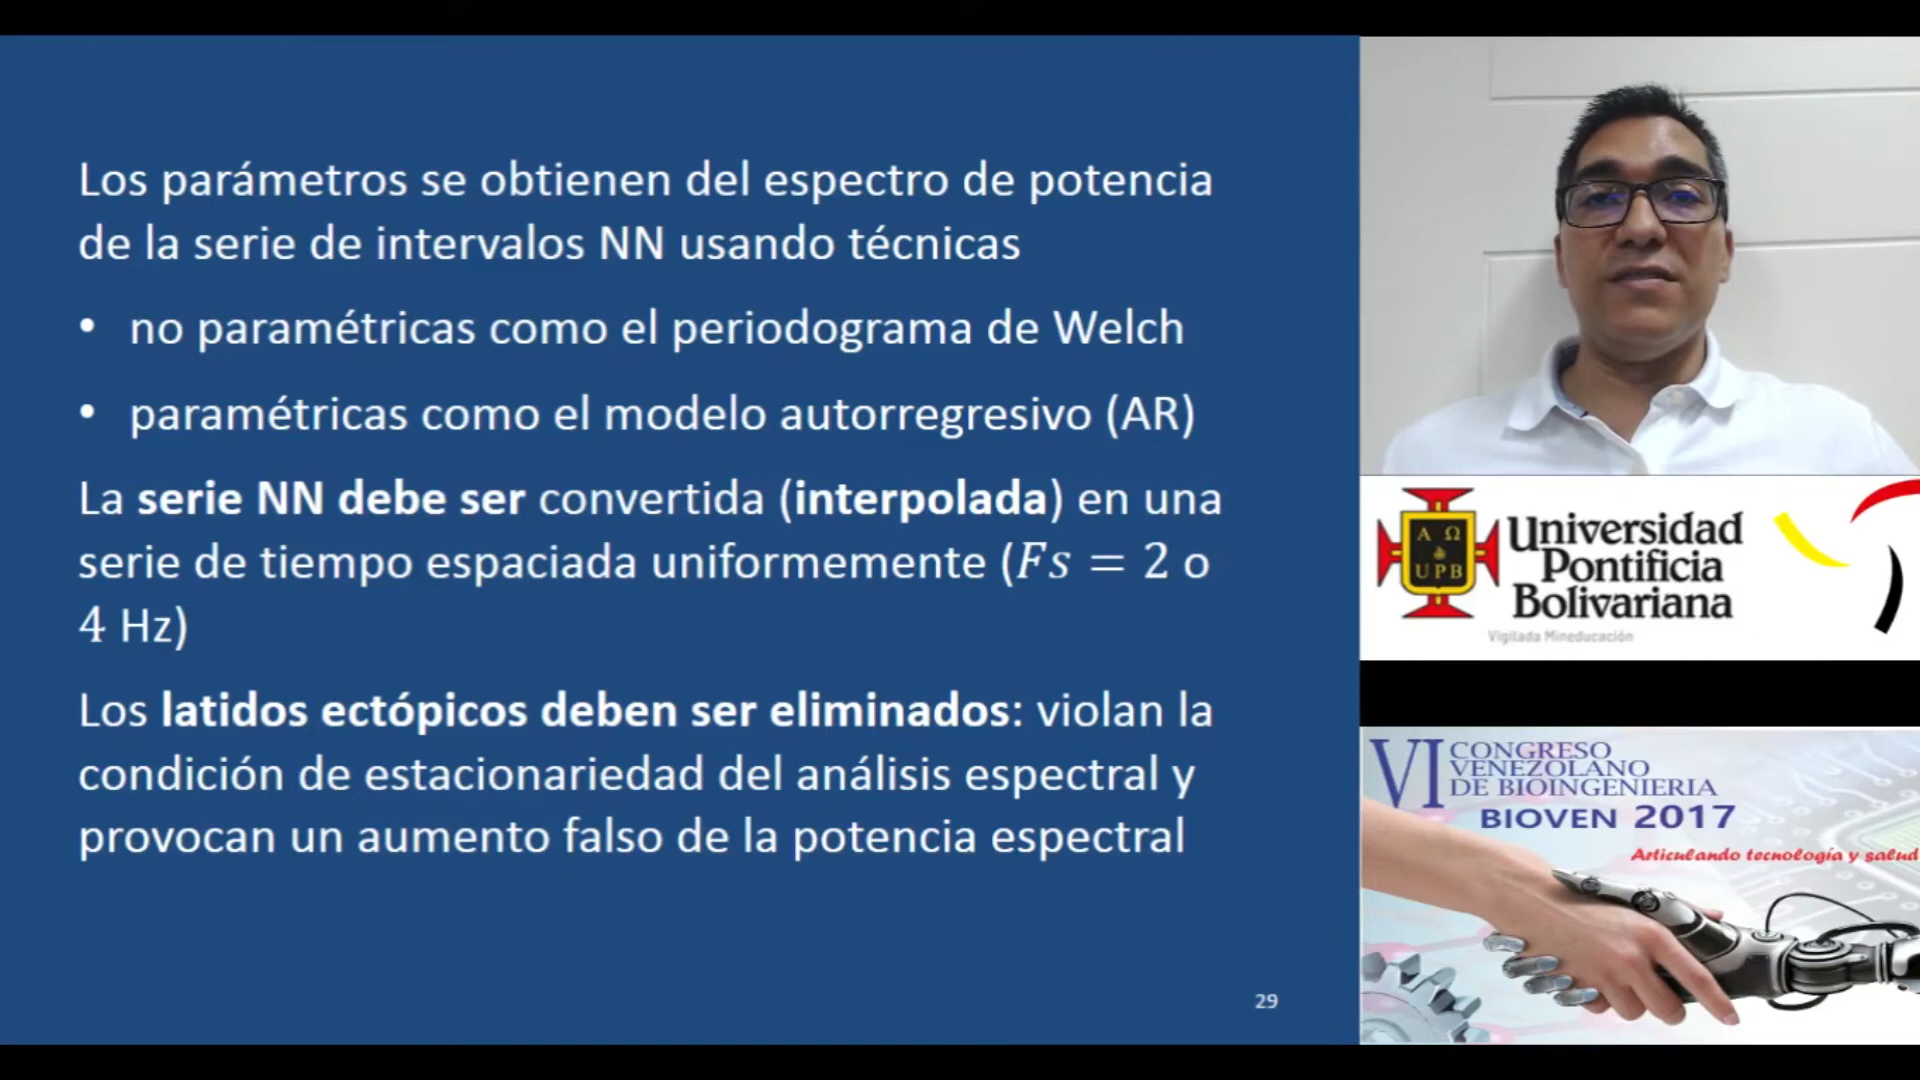 Los parámetros se obtienen del espectro de potencia
de la serie de intervalos NN usando técnicas
• no paramétricas como el periodograma de Welch
• paramétricas como el modelo autorregresivo (AR)
La serie NN debe ser convertida (interpolada) en una
serie de tiempo espaciada uniformemente (Fs = 2 o
4 Hz)
Los latidos ectópicos deben ser eliminados: violan la
condición de estacionariedad del análisis espectral y
provocan un aumento falso de la potencia espectral
29
A Ω
UPB
Universidad
Pontificia
Bolivariana
Vigilada Mineducación
VI CONGRESO
VENEZOLANO
DE BIOINGENIERIA
BIOVEN 2017
Articulando tecnología y salud